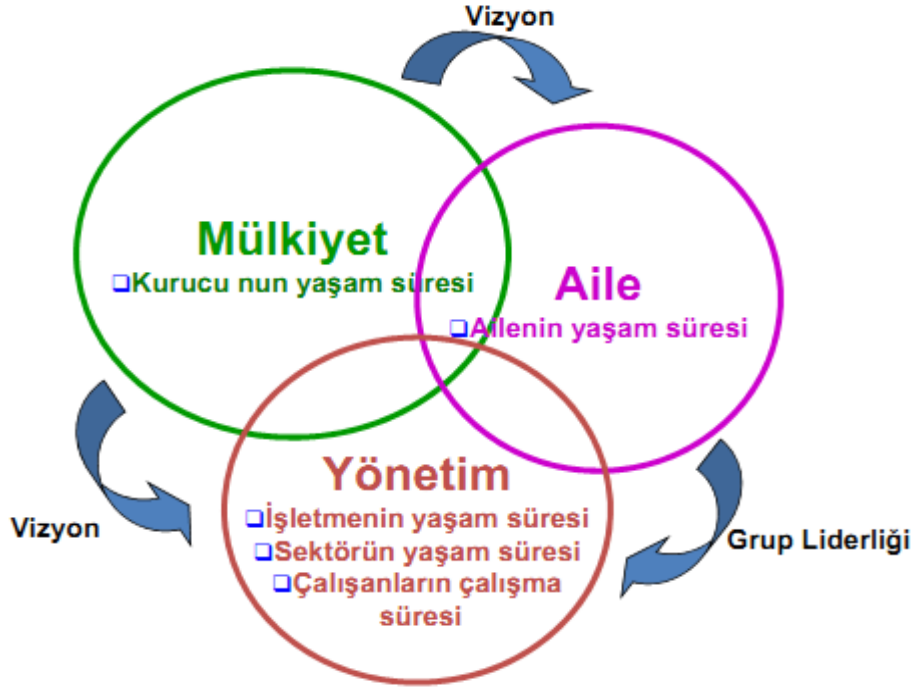 Vizyon
Mülkiyet
❑Kurucu nun yaşam süresi
Aile
❑Ailenin yaşam süresi
Yönetim
❑İşletmenin yaşam süresi
❑Sektörün yaşam süresi
❑Çalışanların çalışma
süresi
Vizyon
Grup Liderliği